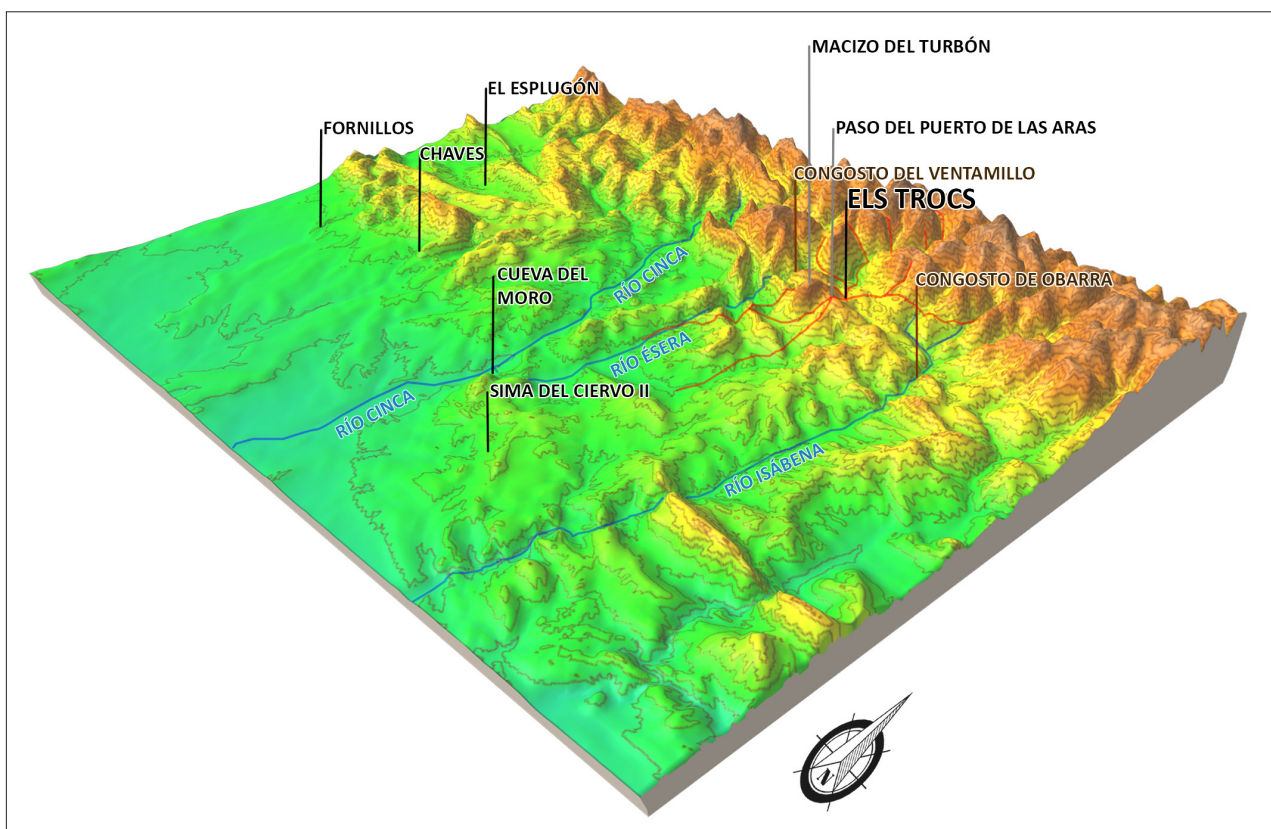 MACIZO DEL TURBÓN
EL ESPLUGÓN
FORNILLOS
PASO DEL PUERTO DE LAS ARAS
CHAVES
CONGOSTO DEL VENTAMILLO
ELS TROCS
CUEVA DEL
MORO
RÍO CINCA
CONGOSTO DE OBARRA
RÍO ÉSERA
SIMA DEL CIERVO II
RÍO CINCA
RÍO ISÁBENA
N